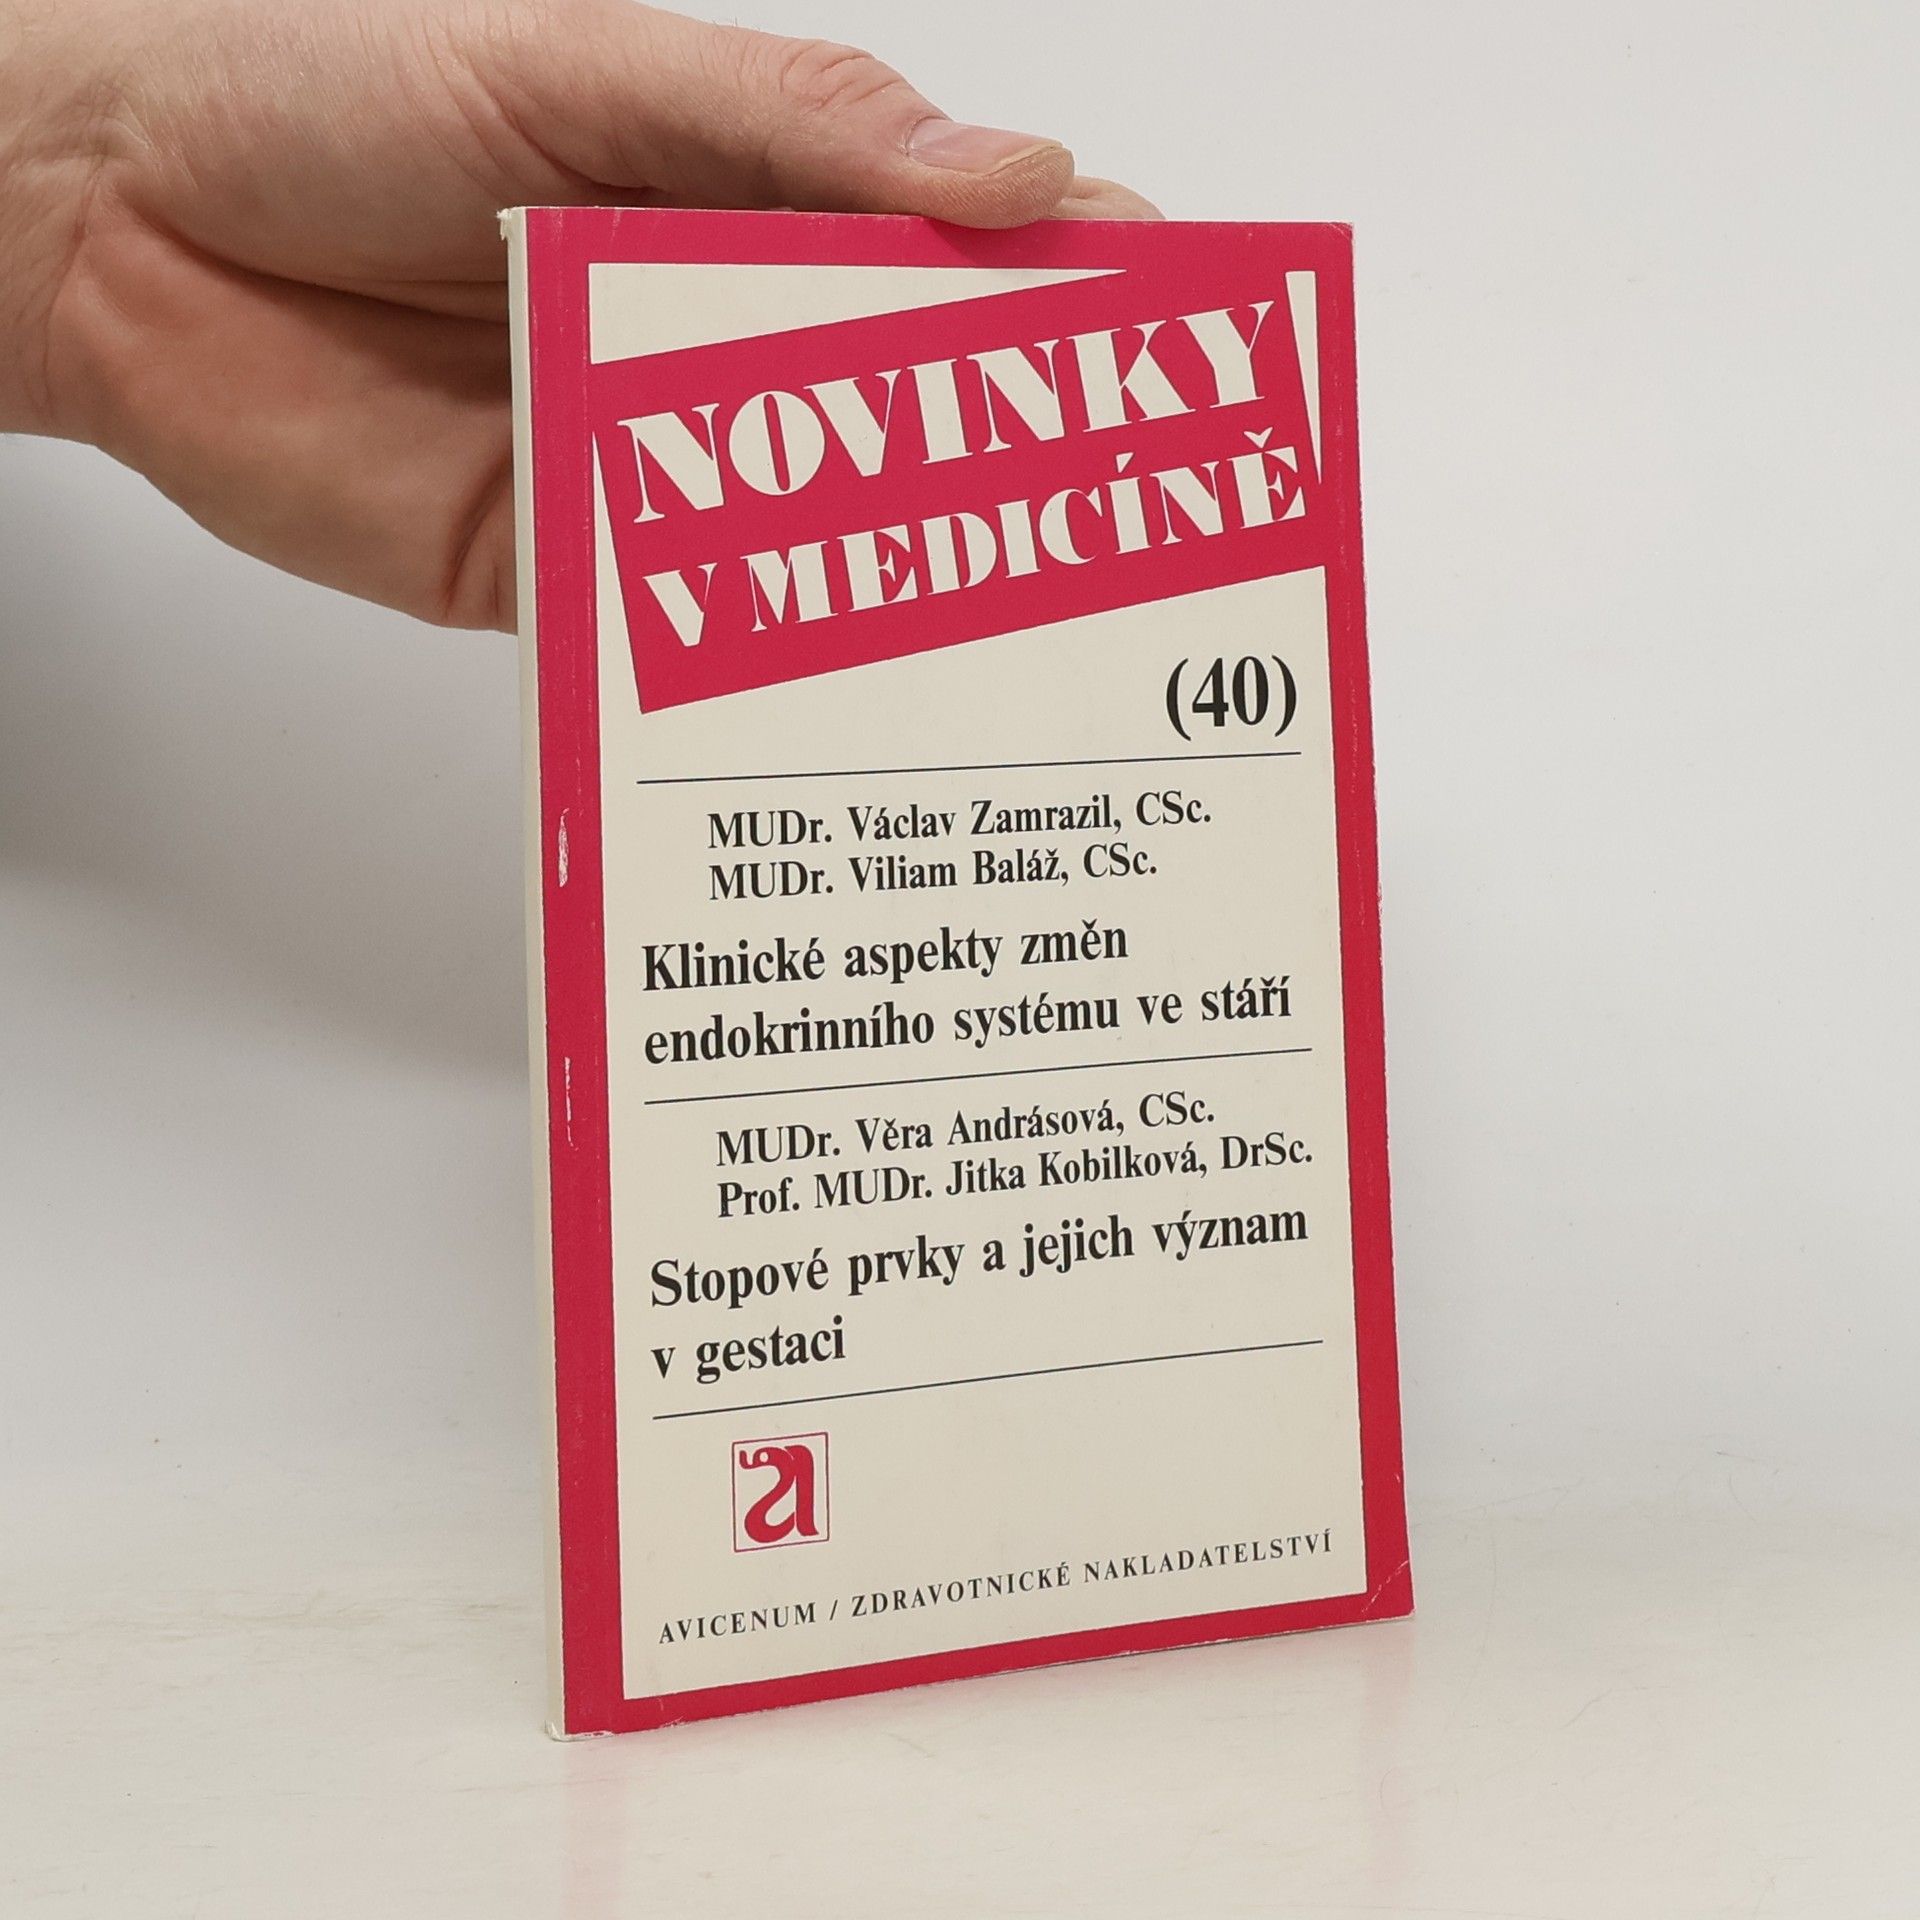 NOVINKY
V MEDICÍNĚ
(40)
MUDr. Václav Zamrazil, CSc.
MUDr. Viliam Baláž, CSc.
Klinické aspekty změn
endokrinního systému ve stáří
MUDr. Věra Andrásová, CSc.
Prof. MUDr. Jitka Kobilková, DrSc.
Stopové prvky a jejich význam
v gestaci
a
AVICENUM / ZDRAVOTNICKÉ NAKLADATELSTVÍ